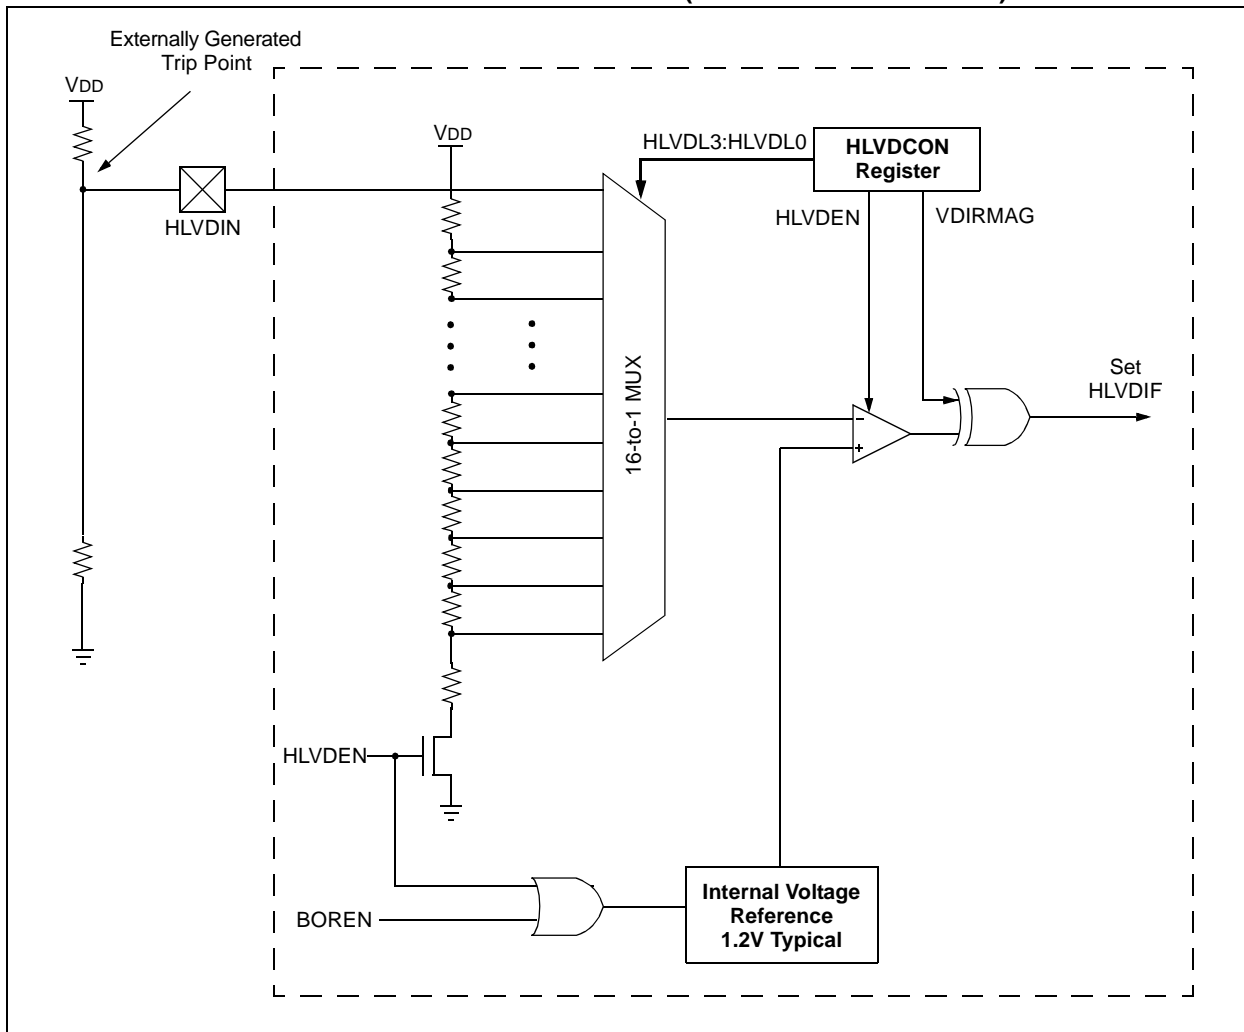 (
)
Externally Generated
Trip Point
VDD
VDD
HLVDIN
HLVDL3:HLVDL0
HLVDCON
Register
HLVDEN
VDIRMAG
16-to-1 MUX
–
+
Set
HLVDIF
HLVDEN
BOREN
Internal Voltage
Reference
1.2V Typical